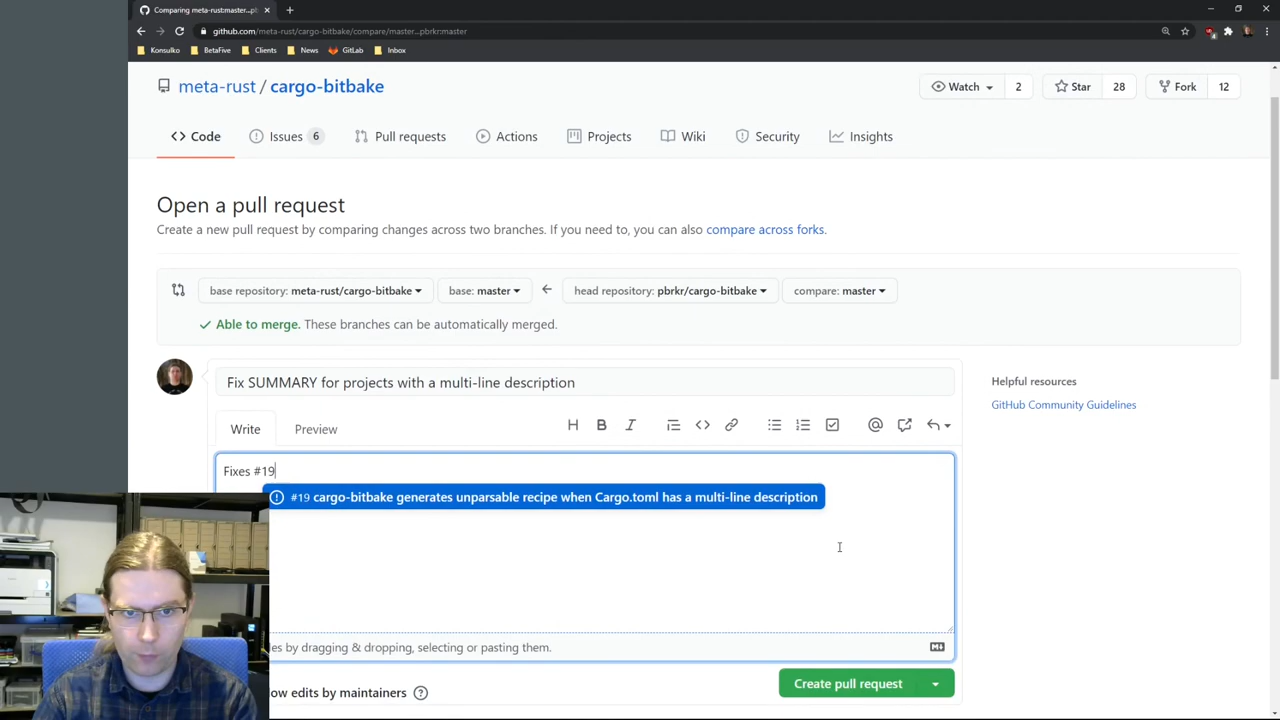 Comparing meta-rust:master...pb
github.com/meta-rust/cargo-bitbake/compare/master...pbrkr:master
Konsulko BetaFive Clients News GitLab Inbox
meta-rust / cargo-bitbake
Watch 2 Star 28 Fork 12
Code Issues 6 Pull requests Actions Projects Wiki Security Insights
Open a pull request
Create a new pull request by comparing changes across two branches. If you need to, you can also compare across forks.
base repository: meta-rust/cargo-bitbake base: master head repository: pbrkr/cargo-bitbake compare: master
Able to merge. These branches can be automatically merged.
Fix SUMMARY for projects with a multi-line description
Helpful resources
GitHub Community Guidelines
Write Preview
Fixes #19
#19 cargo-bitbake generates unparsable recipe when Cargo.toml has a multi-line description
les by dragging & dropping, selecting or pasting them.
ow edits by maintainers
Create pull request